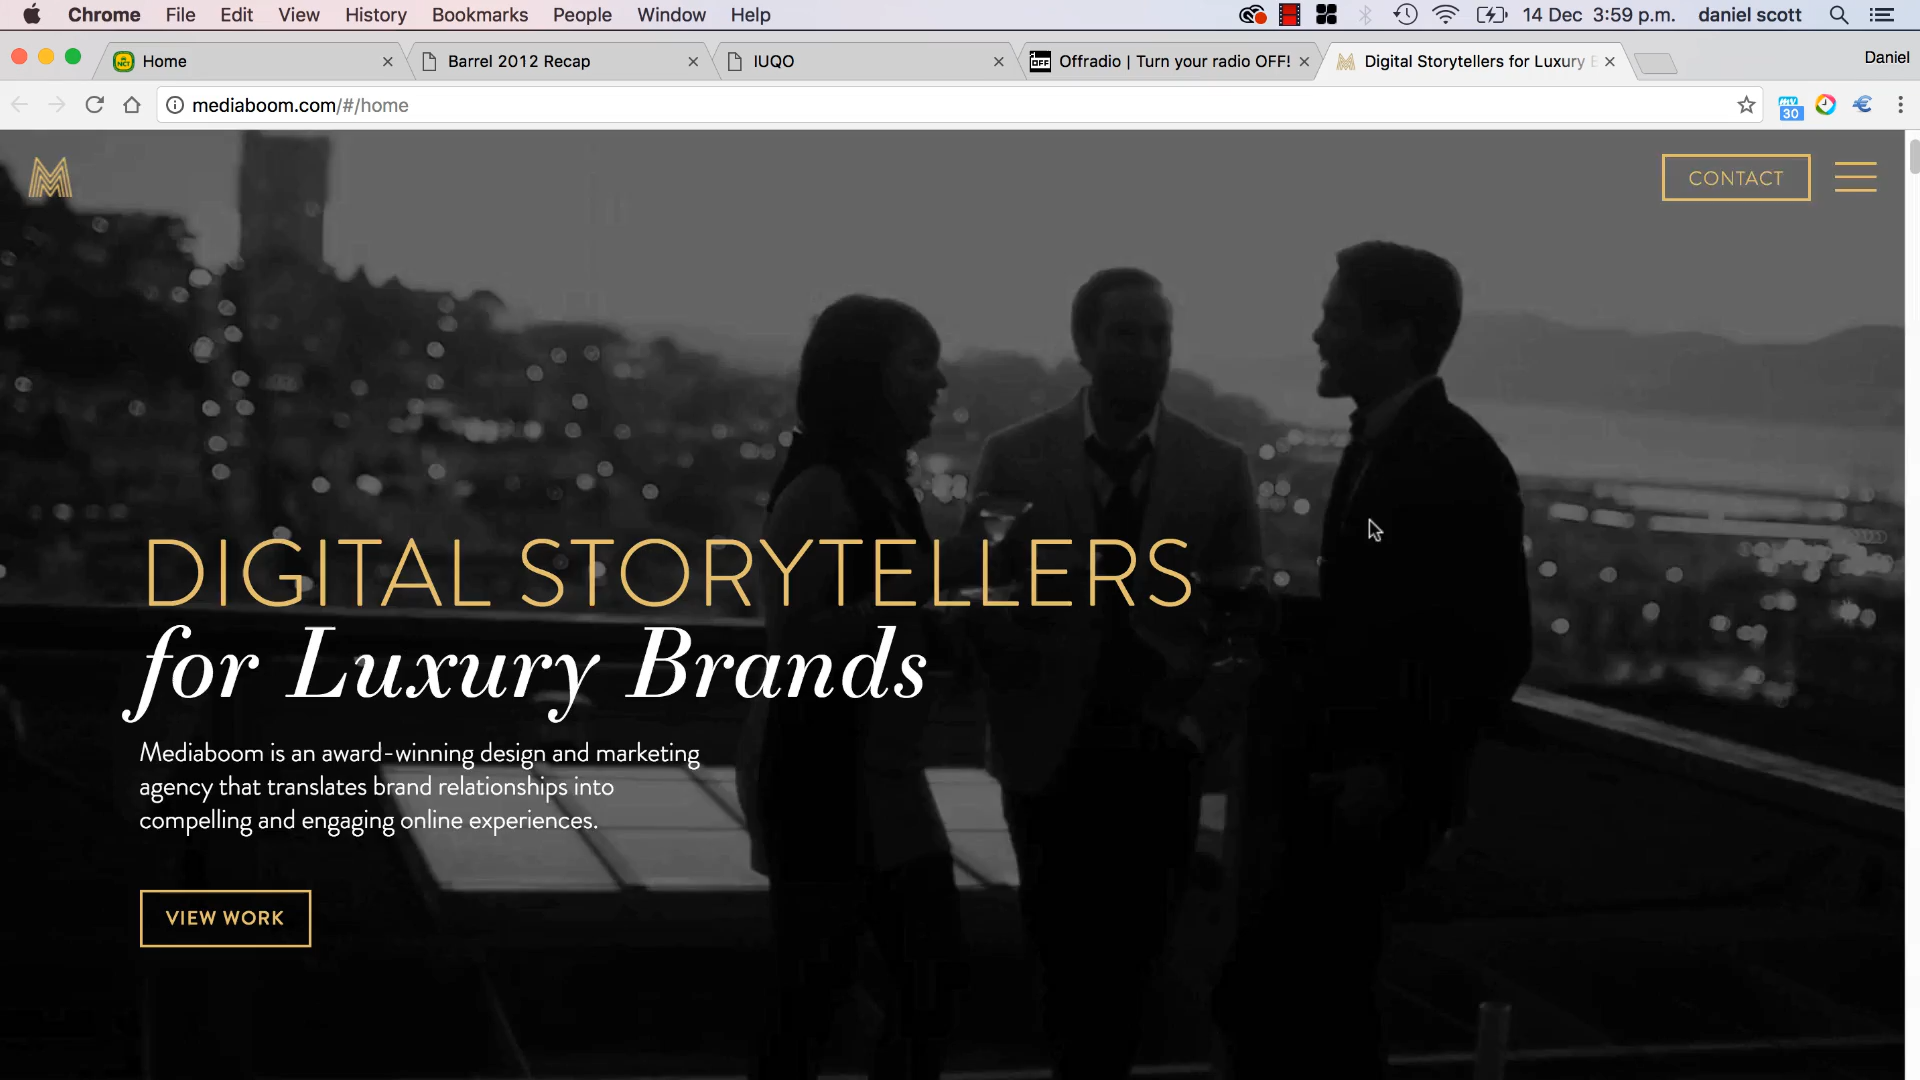 Chrome File Edit View History Bookmarks People Window Help 14 Dec 3:59 p.m. daniel scott
Home Barrel 2012 Recap IUQO Offradio | Turn your radio OFF! Digital Storytellers for Luxury Daniel
mediaboom.com/#/home 30
CONTACT
DIGITAL STORYTELLERS
for Luxury Brands
Mediaboom is an award-winning design and marketing
agency that translates brand relationships into
compelling and engaging online experiences.
VIEW WORK